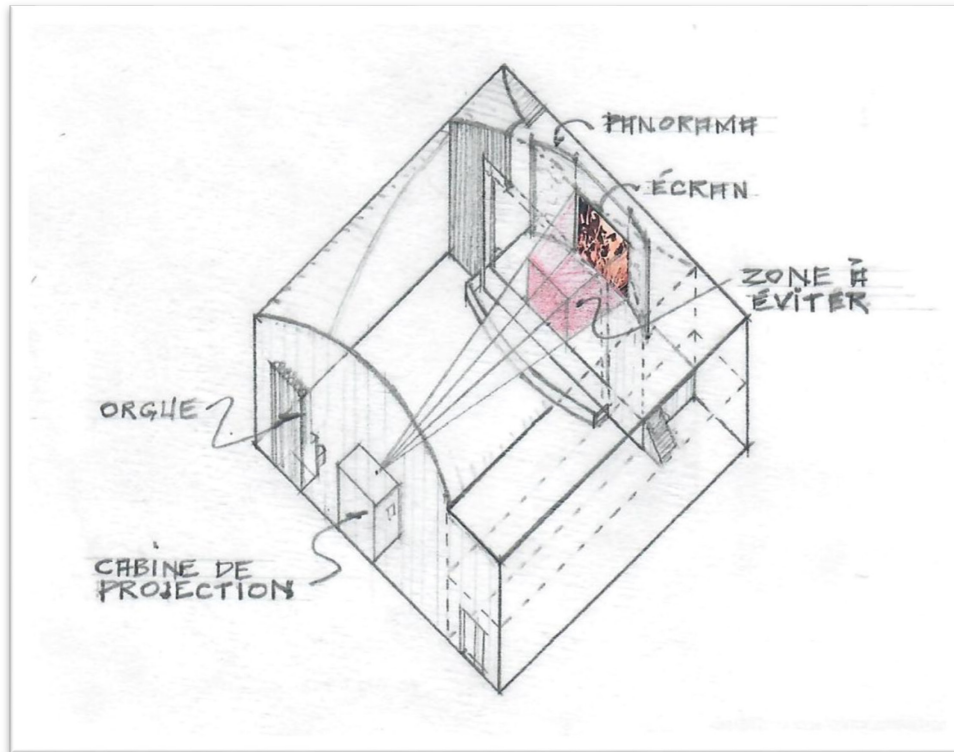 PANORAMA
ÉCRAN
ZONE À
ÉVITER
ORGUE
CABINE DE
PROJECTION